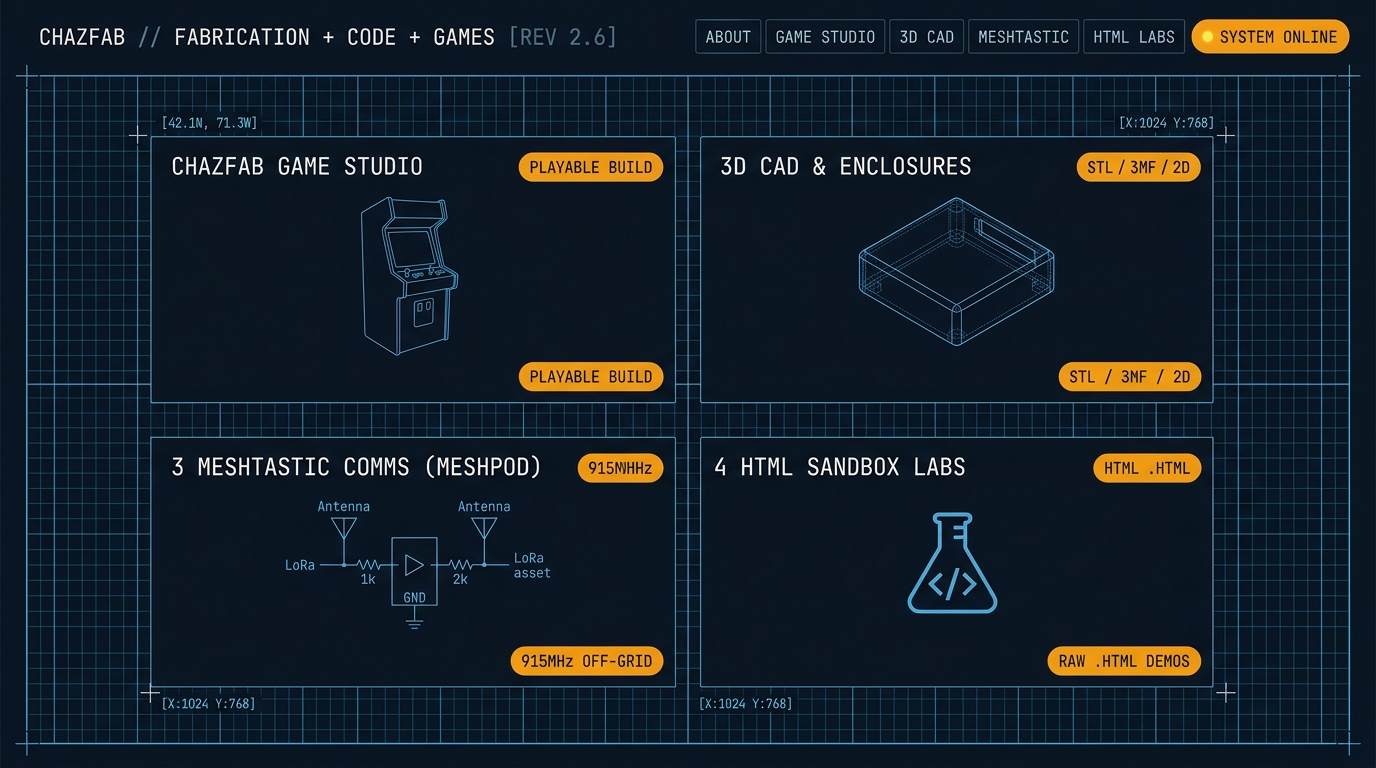 CHAZFAB // FABRICATION + CODE + GAMES [REV 2.6]
ABOUT
GAME STUDIO
3D CAD
MESHTASTIC
HTML LABS
SYSTEM ONLINE
[42.1N, 71.3W]
[X:1024 Y:768]
CHAZFAB GAME STUDIO
PLAYABLE BUILD
PLAYABLE BUILD
3D CAD & ENCLOSURES
STL / 3MF / 2D
STL / 3MF / 2D
3 MESHTASTIC COMMS (MESHPOD)
Antenna
Antenna
LoRa
1k
2k
LoRa
asset
GND
915MHz OFF-GRID
4 HTML SANDBOX LABS
HTML .HTML
RAW .HTML DEMOS
[X:1024 Y:768]
[X:1024 Y:768]